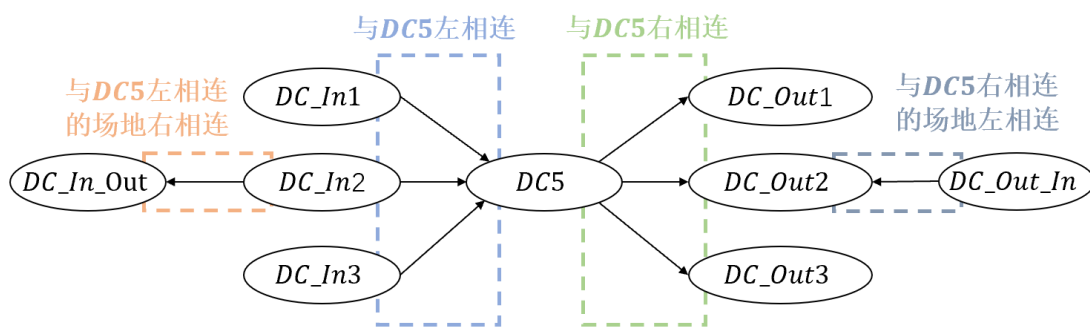 与DC5左相连
与DC5右相连
与DC5左相连
的场地右相连
与DC5右相连
的场地左相连
DC_In1
DC_Out1
DC_In_Out
DC_In2
DC5
DC_Out2
DC_Out_In
DC_In3
DC_Out3